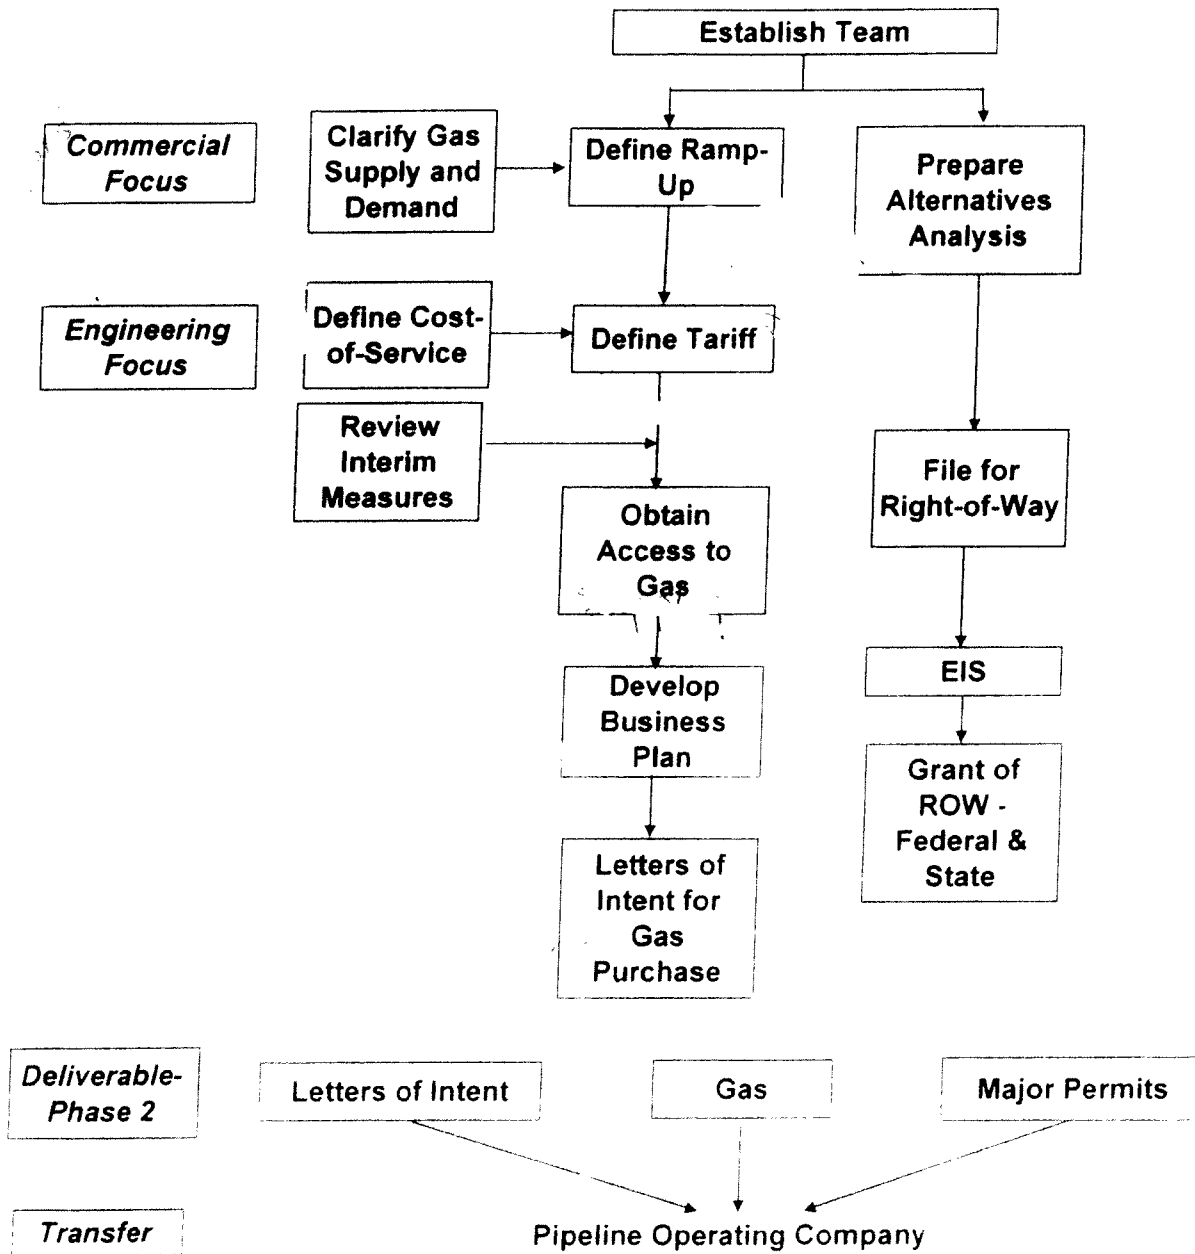 Establish Team
Commercial
Focus
Clarify Gas
Supply and
Demand
Define Ramp-
Up
Prepare
Alternatives
Analysis
Engineering
Focus
Define Cost-
of-Service
Define Tariff
Review
Interim
Measures
File for
Right-of-Way
Obtain
Access to
Gas
EIS
Develop
Business
Plan
Grant of
ROW -
Federal &
State
Letters of
Intent for
Gas
Purchase
Deliverable-
Phase 2
Letters of Intent
Gas
Major Permits
Transfer
Pipeline Operating Company